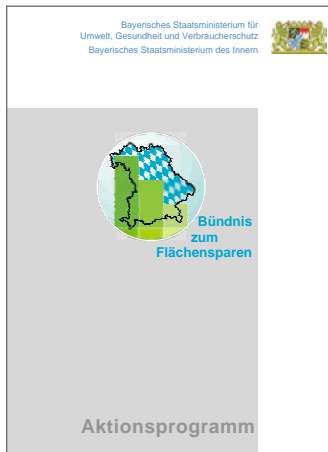 Bayerisches Staatsministerium für
Umwelt, Gesundheit und Verbraucherschutz
Bayerisches Staatsministerium des Innern
Bündnis
zum
Flächensparen
Aktionsprogramm